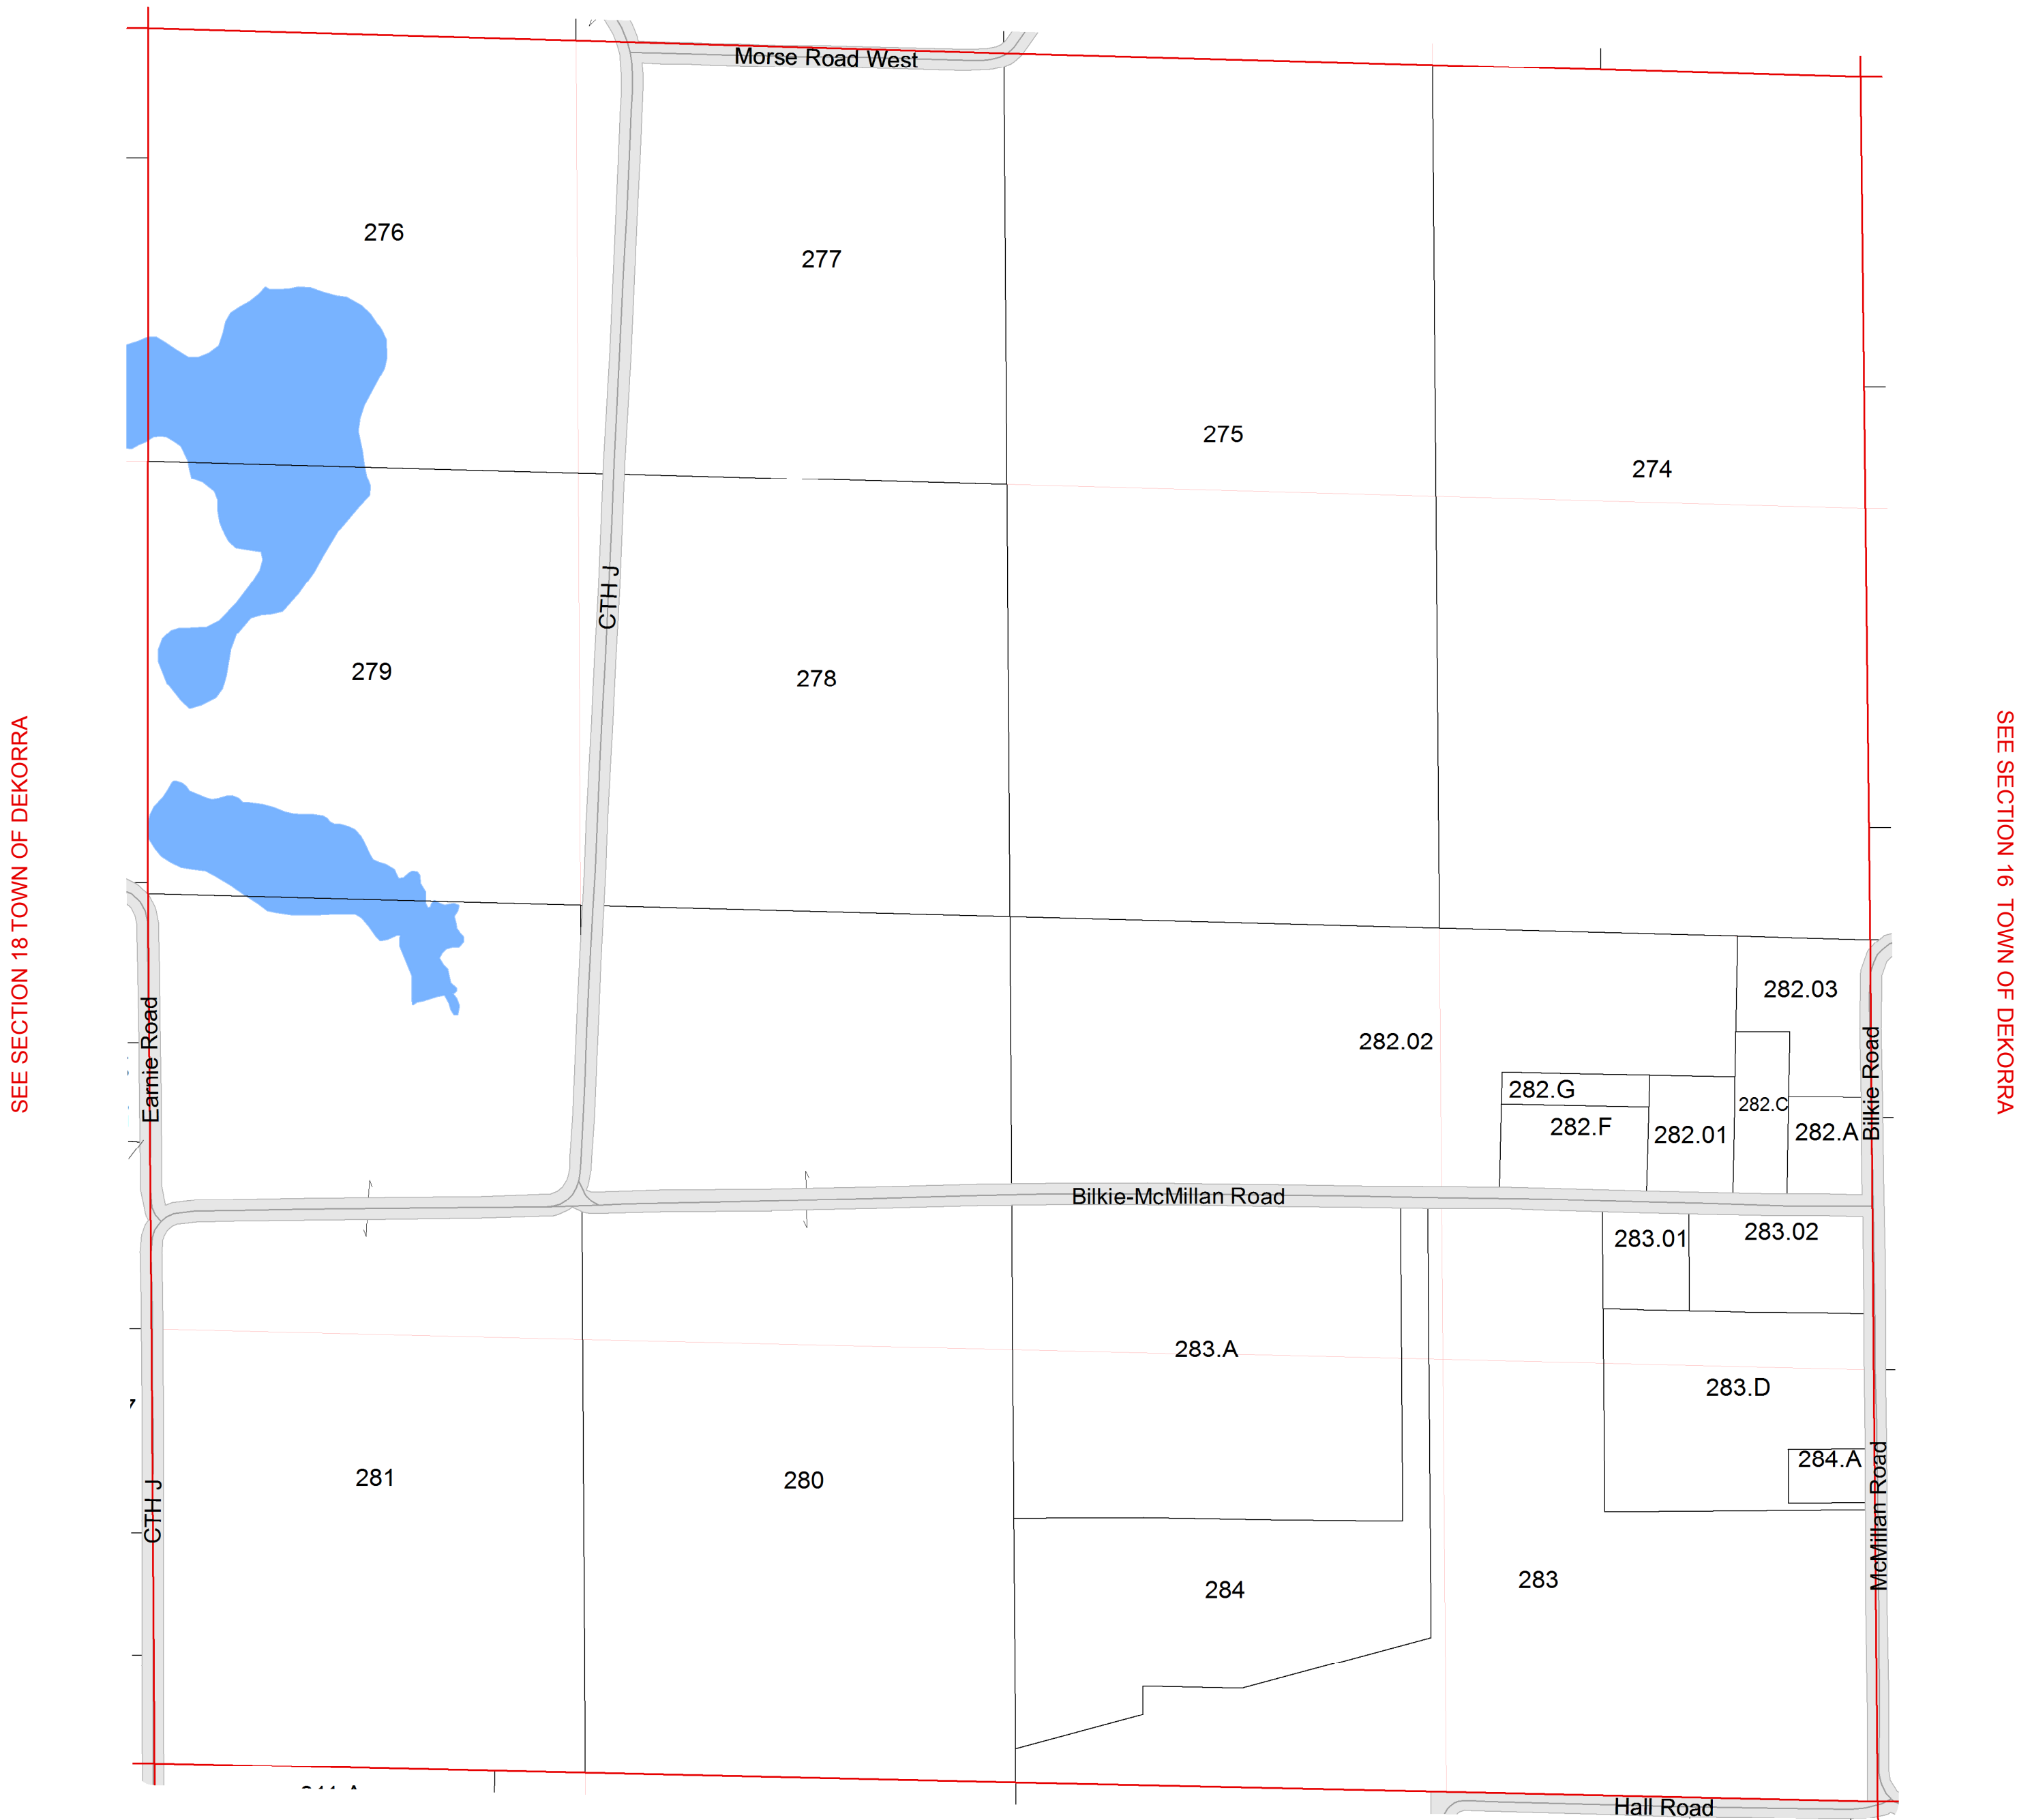 Morse Road West
276
277
275
274
CTH J
279
278
SEE SECTION 18 TOWN OF DEKORRA
SEE SECTION 16 TOWN OF DEKORRA
282.03
Earnie Road
282.02
Bilkie Road
282.G
282.C
282.F
282.01
282.A
Bilkie-McMillan Road
283.01
283.02
283.A
283.D
284.A
281
280
CTH J
McMillan Road
284
283
Hall Road